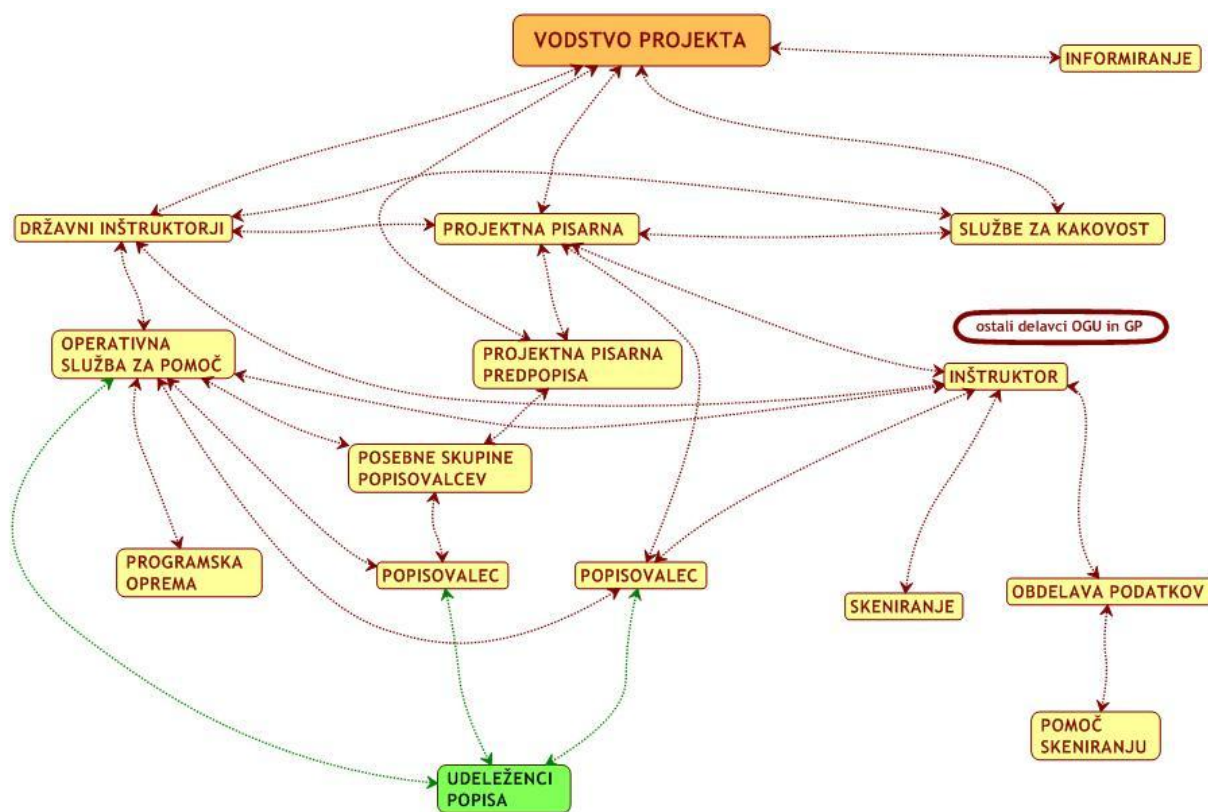 VODSTVO PROJEKTA
INFORMIRANJE
DRŽAVNI INŠTRUKTORJI
PROJEKTNA PISARNA
SLUŽBE ZA KAKOVOST
OPERATIVNA
SLUŽBA ZA POMOČ
PROJEKTNA PISARNA
PREDPOPISA
ostali delavci OGU in GP
INŠTRUKTOR
POSEBNE SKUPINE
POPISOVALCEV
PROGRAMSKA
OPREMA
POPISOVALEC
POPISOVALEC
SKENIRANJE
OBDELAVA PODATKOV
POMOČ
SKENIRANJU
UDELEŽENCI
POPISA